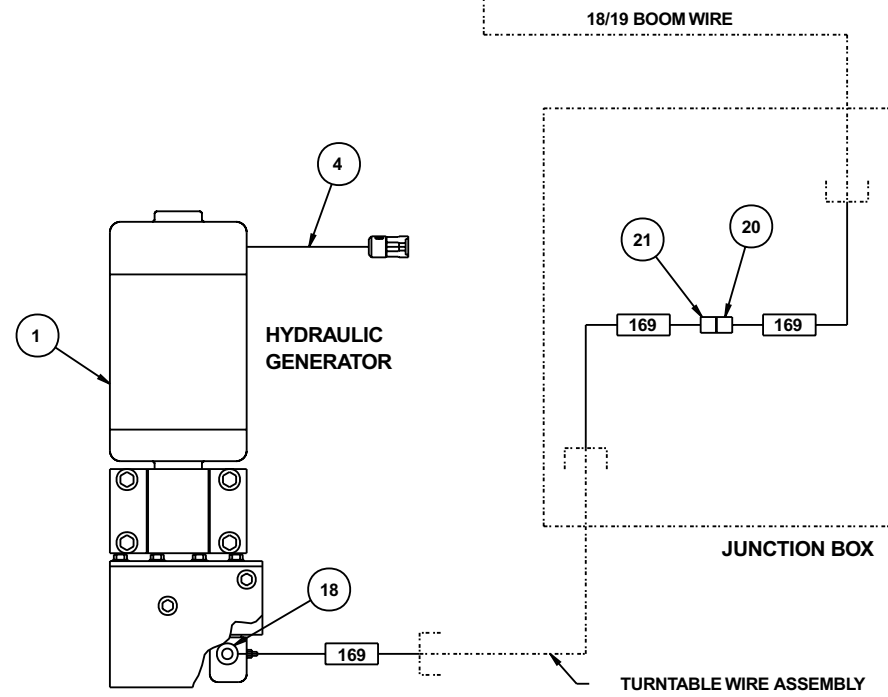 18/19 BOOM WIRE
4
21
20
1
HYDRAULIC
GENERATOR
169
169
JUNCTION BOX
18
169
TURNTABLE WIRE ASSEMBLY